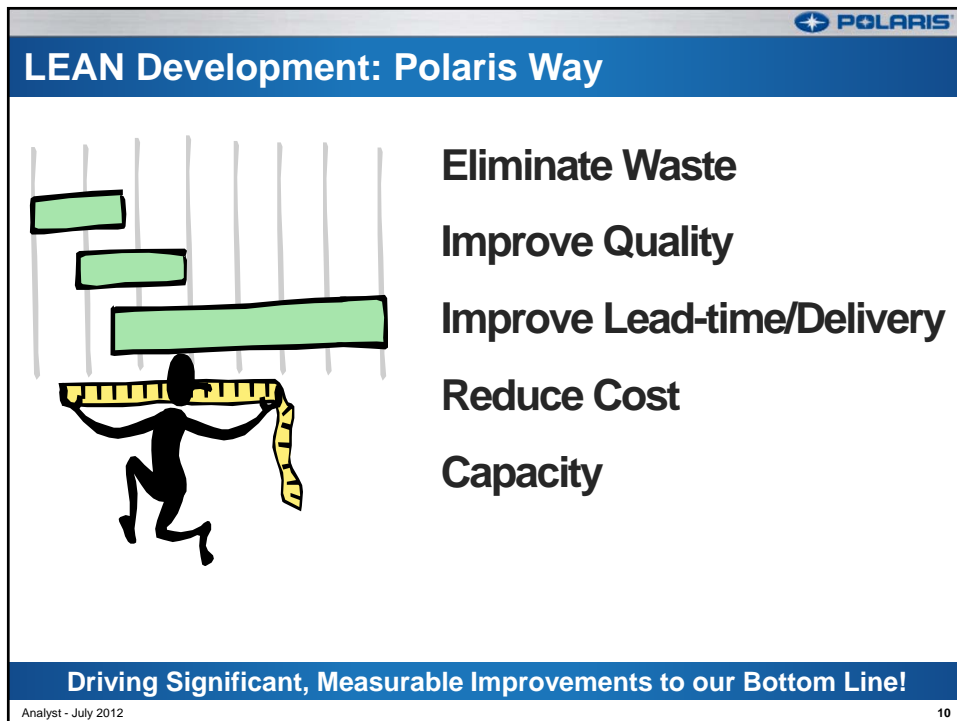 POLARIS
LEAN Development: Polaris Way
Eliminate Waste
Improve Quality
Improve Lead-time/Delivery
Reduce Cost
Capacity
Driving Significant, Measurable Improvements to our Bottom Line!
Analyst - July 2012
10